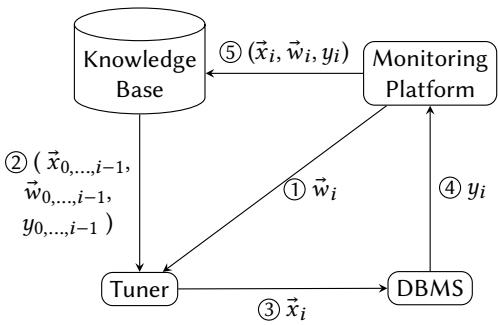 Knowledge
Base
⑤ (x⃗ᵢ, w⃗ᵢ, yᵢ)
Monitoring
Platform
② ( x⃗₀,...,ᵢ₋₁,
w⃗₀,...,ᵢ₋₁,
y₀,...,ᵢ₋₁ )
① w⃗ᵢ
④ yᵢ
Tuner
③ x⃗ᵢ
DBMS